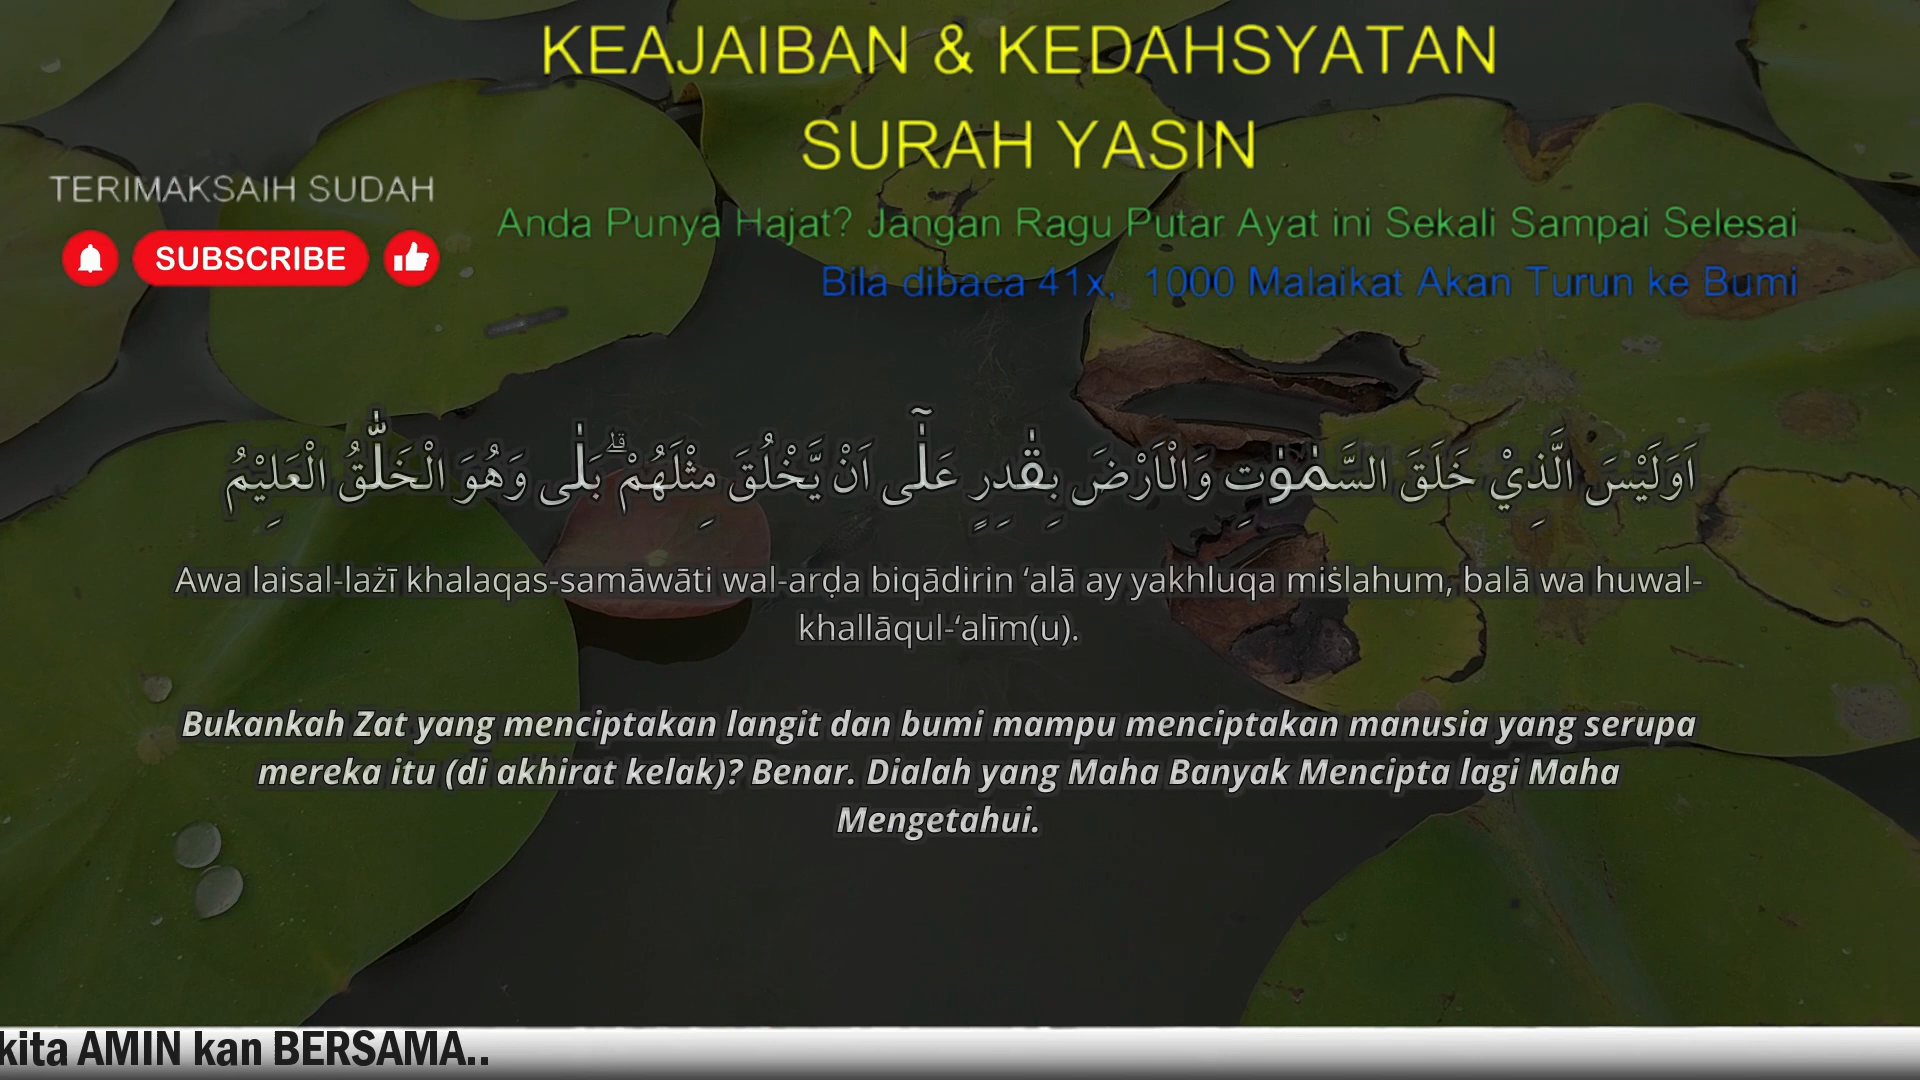 KEAJAIBAN & KEDAHSYATAN
SURAH YASIN
TERIMAKSAIH SUDAH
SUBSCRIBE
Anda Punya Hajat? Jangan Ragu Putar Ayat ini Sekali Sampai Selesai
Bila dibaca 41x, 1000 Malaikat Akan Turun ke Bumi
اَوَلَيْسَ الَّذِيْ خَلَقَ السَّمٰوٰتِ وَالْاَرْضَ بِقٰدِرٍ عَلٰٓى اَنْ يَّخْلُقَ مِثْلَهُمْ ۗبَلٰى وَهُوَ الْخَلّٰقُ الْعَلِيْمُ
Awa laisal-lażī khalaqas-samāwāti wal-arḍa biqādirin ‘alā ay yakhluqa miṡlahum, balā wa huwal-
khallāqul-‘alīm(u).
Bukankah Zat yang menciptakan langit dan bumi mampu menciptakan manusia yang serupa
mereka itu (di akhirat kelak)? Benar. Dialah yang Maha Banyak Mencipta lagi Maha
Mengetahui.
kita AMIN kan BERSAMA..